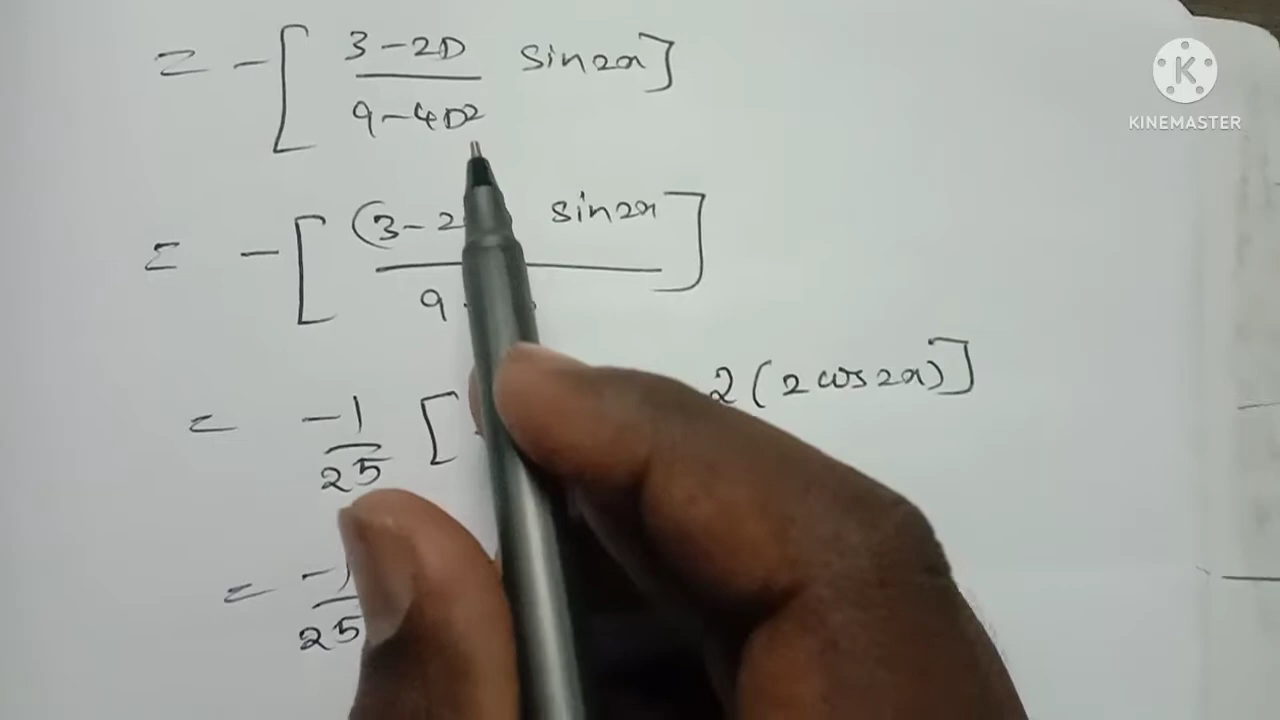 = - [ 3-2D / 9-4D² sin2x ]
KINEMASTER
= - [ (3-2 sin2x / 9 ]
= -1/25 [ 2(2cos2x) ]
= -1/25